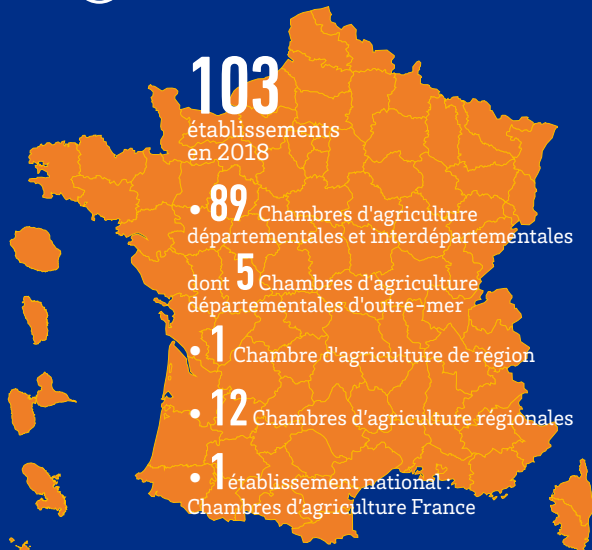 103
établissements
en 2018
• 89 Chambres d'agriculture
départementales et interdépartementales
dont 5 Chambres d'agriculture
départementales d'outre-mer
• 1 Chambre d'agriculture de région
• 12 Chambres d'agriculture régionales
• 1 établissement national :
Chambres d'agriculture France